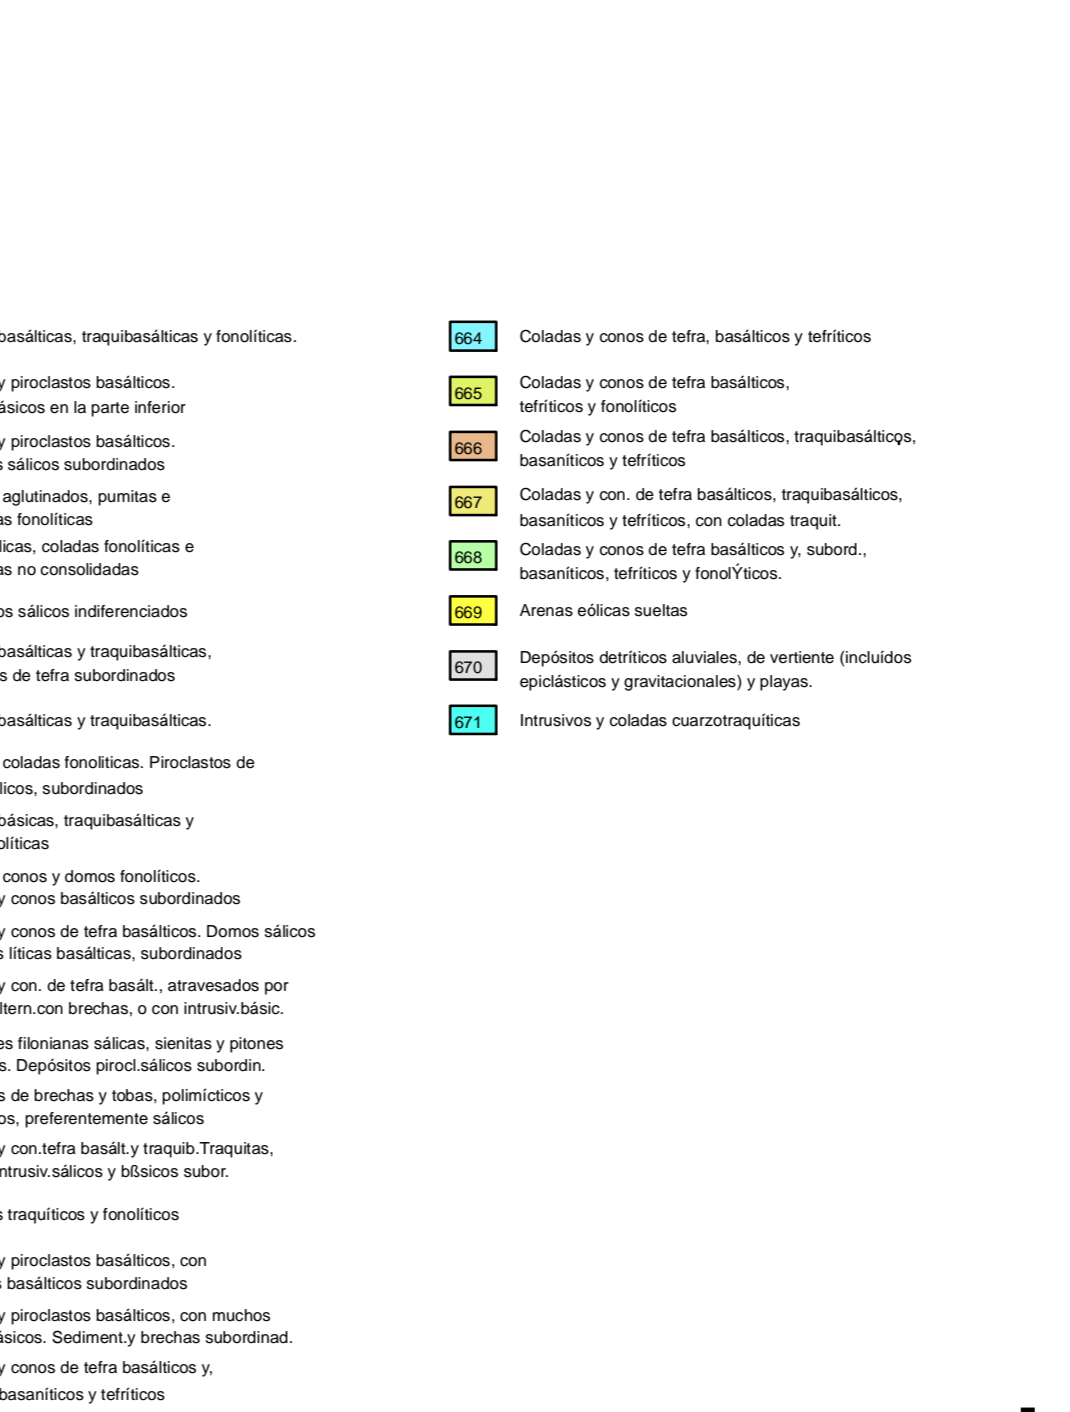 basálticas, traquibasálticas y fonolíticas.
y piroclastos basálticos.
ásicos en la parte inferior
y piroclastos basálticos.
s sálicos subordinados
aglutinados, pumitas e
as fonolíticas
licas, coladas fonolíticas e
as no consolidadas
os sálicos indiferenciados
basálticas y traquibasálticas,
s de tefra subordinados
basálticas y traquibasálticas.
coladas fonoliticas. Piroclastos de
licos, subordinados
básicas, traquibasálticas y
olíticas
conos y domos fonolíticos.
y conos basálticos subordinados
y conos de tefra basálticos. Domos sálicos
s líticas basálticas, subordinados
y con. de tefra basált., atravesados por
ltern.con brechas, o con intrusiv.básic.
es filonianas sálicas, sienitas y pitones
s. Depósitos pirocl.sálicos subordin.
s de brechas y tobas, polimícticos y
os, preferentemente sálicos
y con.tefra basált.y traquib.Traquitas,
ntrusiv.sálicos y bßsicos subor.
s traquíticos y fonolíticos
y piroclastos basálticos, con
s basálticos subordinados
y piroclastos basálticos, con muchos
ásicos. Sediment.y brechas subordinad.
y conos de tefra basálticos y,
basaníticos y tefríticos
664 Coladas y conos de tefra, basálticos y tefríticos
665 Coladas y conos de tefra basálticos,
tefríticos y fonolíticos
666 Coladas y conos de tefra basálticos, traquibasálticos,
basaníticos y tefríticos
667 Coladas y con. de tefra basálticos, traquibasálticos,
basaníticos y tefríticos, con coladas traquit.
668 Coladas y conos de tefra basálticos y, subord.,
basaníticos, tefríticos y fonolÝticos.
669 Arenas eólicas sueltas
670 Depósitos detríticos aluviales, de vertiente (incluídos
epiclásticos y gravitacionales) y playas.
671 Intrusivos y coladas cuarzotraquíticas